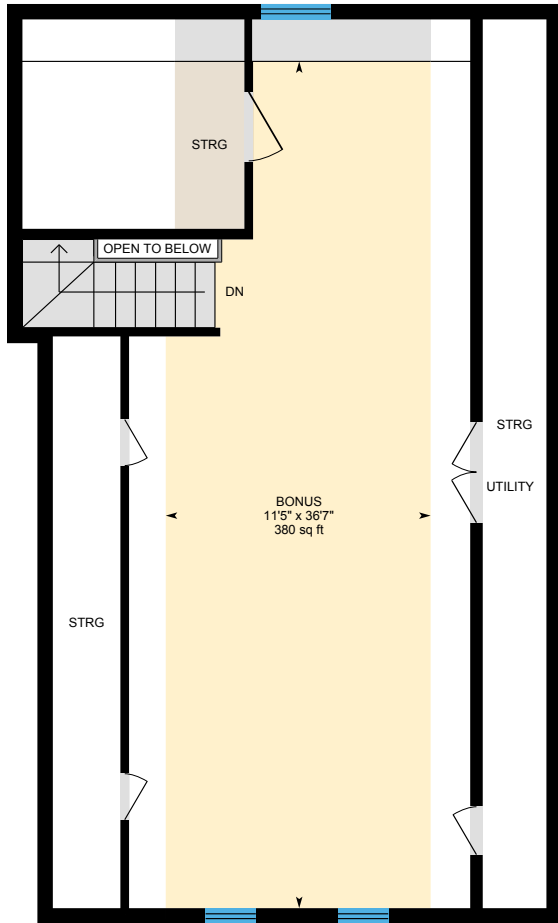 STRG
OPEN TO BELOW
DN
STRG
UTILITY
BONUS
11'5" x 36'7"
380 sq ft
STRG